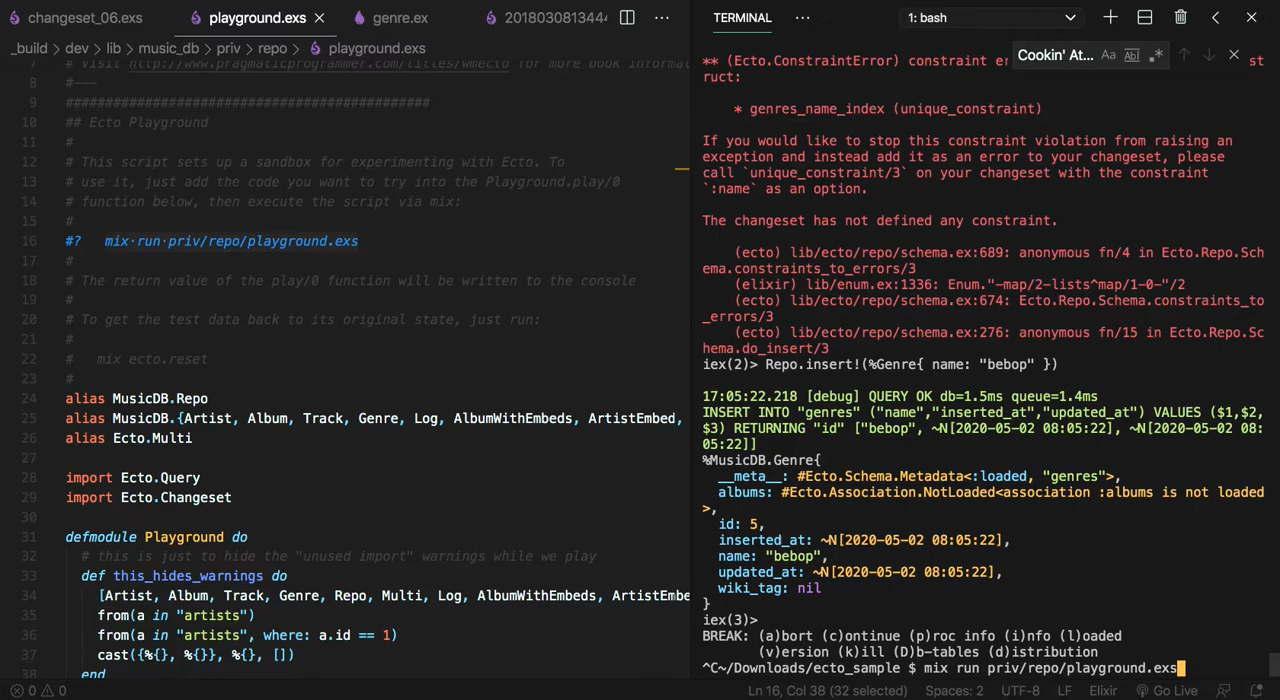 changeset_06.exs playground.exs genre.ex 201803081344
_build > dev > lib > music_db > priv > repo > playground.exs
7 # Visit http://www.pragmaticprogrammer.com/titles/wmecto for more book informat
8 #---
9 ##############################################
10 ## Ecto Playground
11 #
12 # This script sets up a sandbox for experimenting with Ecto. To
13 # use it, just add the code you want to try into the Playground.play/0
14 # function below, then execute the script via mix:
15 #
16 #? mix·run·priv/repo/playground.exs
17 #
18 # The return value of the play/0 function will be written to the console
19 #
20 # To get the test data back to its original state, just run:
21 #
22 # mix ecto.reset
23 #
24 alias MusicDB.Repo
25 alias MusicDB.{Artist, Album, Track, Genre, Log, AlbumWithEmbeds, ArtistEmbed,
26 alias Ecto.Multi
27
28 import Ecto.Query
29 import Ecto.Changeset
30
31 defmodule Playground do
32 # this is just to hide the "unused import" warnings while we play
33 def this_hides_warnings do
34 [Artist, Album, Track, Genre, Repo, Multi, Log, AlbumWithEmbeds, ArtistEmbe
35 from(a in "artists")
36 from(a in "artists", where: a.id == 1)
37 cast({%{}, %{}}, %{}, [])
38 end
TERMINAL ··· 1: bash
Cookin' At... Aa Abl .*
** (Ecto.ConstraintError) constraint er st
ruct:
* genres_name_index (unique_constraint)
If you would like to stop this constraint violation from raising an
exception and instead add it as an error to your changeset, please
call `unique_constraint/3` on your changeset with the constraint
`:name` as an option.
The changeset has not defined any constraint.
(ecto) lib/ecto/repo/schema.ex:689: anonymous fn/4 in Ecto.Repo.Sch
ema.constraints_to_errors/3
(elixir) lib/enum.ex:1336: Enum."-map/2-lists^map/1-0-"/2
(ecto) lib/ecto/repo/schema.ex:674: Ecto.Repo.Schema.constraints_to
_errors/3
(ecto) lib/ecto/repo/schema.ex:276: anonymous fn/15 in Ecto.Repo.Sc
hema.do_insert/3
iex(2)> Repo.insert!(%Genre{ name: "bebop" })
17:05:22.218 [debug] QUERY OK db=1.5ms queue=1.4ms
INSERT INTO "genres" ("name","inserted_at","updated_at") VALUES ($1,$2,
$3) RETURNING "id" ["bebop", ~N[2020-05-02 08:05:22], ~N[2020-05-02 08:
05:22]]
%MusicDB.Genre{
__meta__: #Ecto.Schema.Metadata<:loaded, "genres">,
albums: #Ecto.Association.NotLoaded<association :albums is not loaded
>,
id: 5,
inserted_at: ~N[2020-05-02 08:05:22],
name: "bebop",
updated_at: ~N[2020-05-02 08:05:22],
wiki_tag: nil
}
iex(3)>
BREAK: (a)bort (c)ontinue (p)roc info (i)nfo (l)oaded
(v)ersion (k)ill (D)b-tables (d)istribution
^C~/Downloads/ecto_sample $ mix run priv/repo/playground.exs
0 0 Ln 16, Col 38 (32 selected) Spaces: 2 UTF-8 LF Elixir Go Live